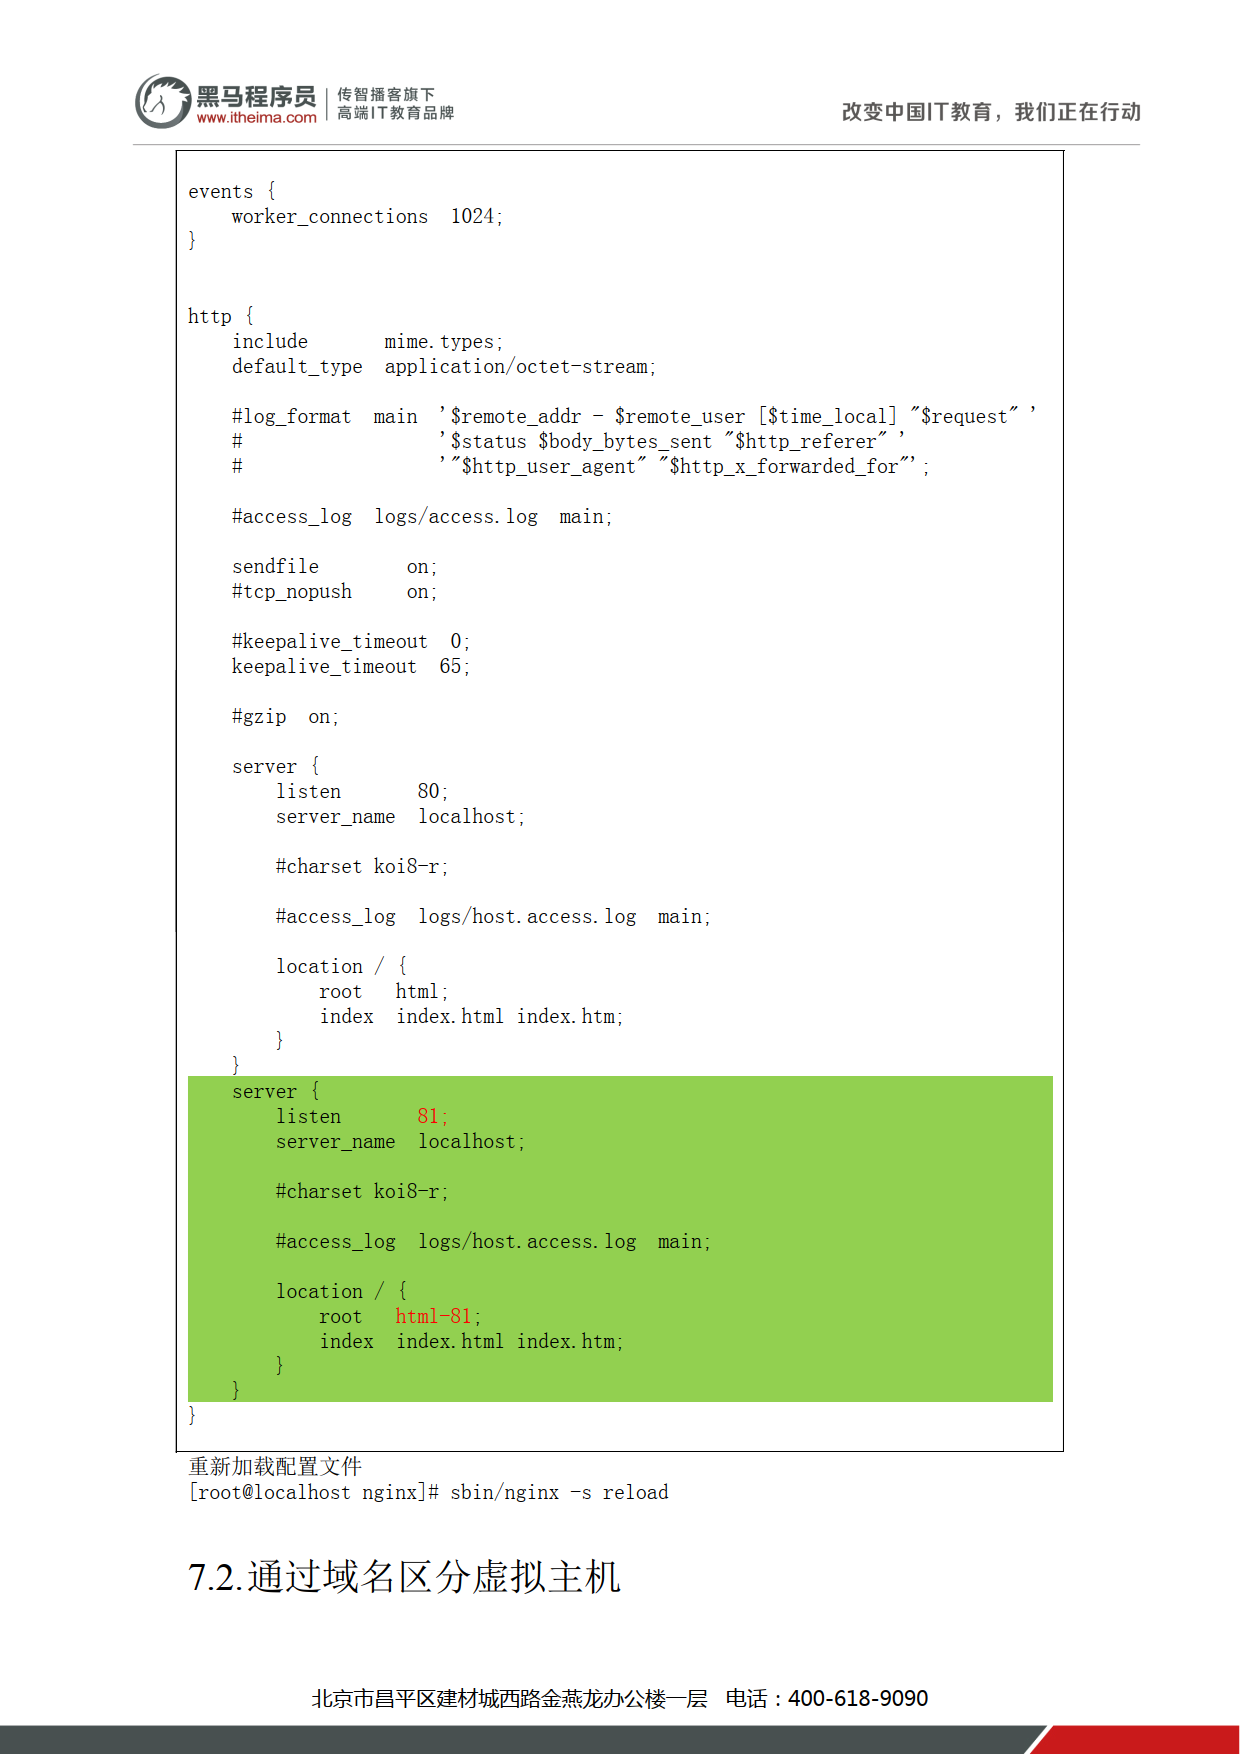 黑马程序员
www.itheima.com
传智播客旗下
高端IT教育品牌
改变中国IT教育，我们正在行动
events {
    worker_connections  1024;
}
http {
    include       mime.types;
    default_type  application/octet-stream;
    #log_format  main  '$remote_addr - $remote_user [$time_local] "$request" '
    #                  '$status $body_bytes_sent "$http_referer" '
    #                  '"$http_user_agent" "$http_x_forwarded_for"';
    #access_log  logs/access.log  main;
    sendfile        on;
    #tcp_nopush     on;
    #keepalive_timeout  0;
    keepalive_timeout  65;
    #gzip  on;
    server {
        listen       80;
        server_name  localhost;
        #charset koi8-r;
        #access_log  logs/host.access.log  main;
        location / {
            root   html;
            index  index.html index.htm;
        }
    }
    server {
        listen       81;
        server_name  localhost;
        #charset koi8-r;
        #access_log  logs/host.access.log  main;
        location / {
            root   html-81;
            index  index.html index.htm;
        }
    }
}
重新加载配置文件
[root@localhost nginx]# sbin/nginx -s reload
7.2.通过域名区分虚拟主机
北京市昌平区建材城西路金燕龙办公楼一层   电话：400-618-9090